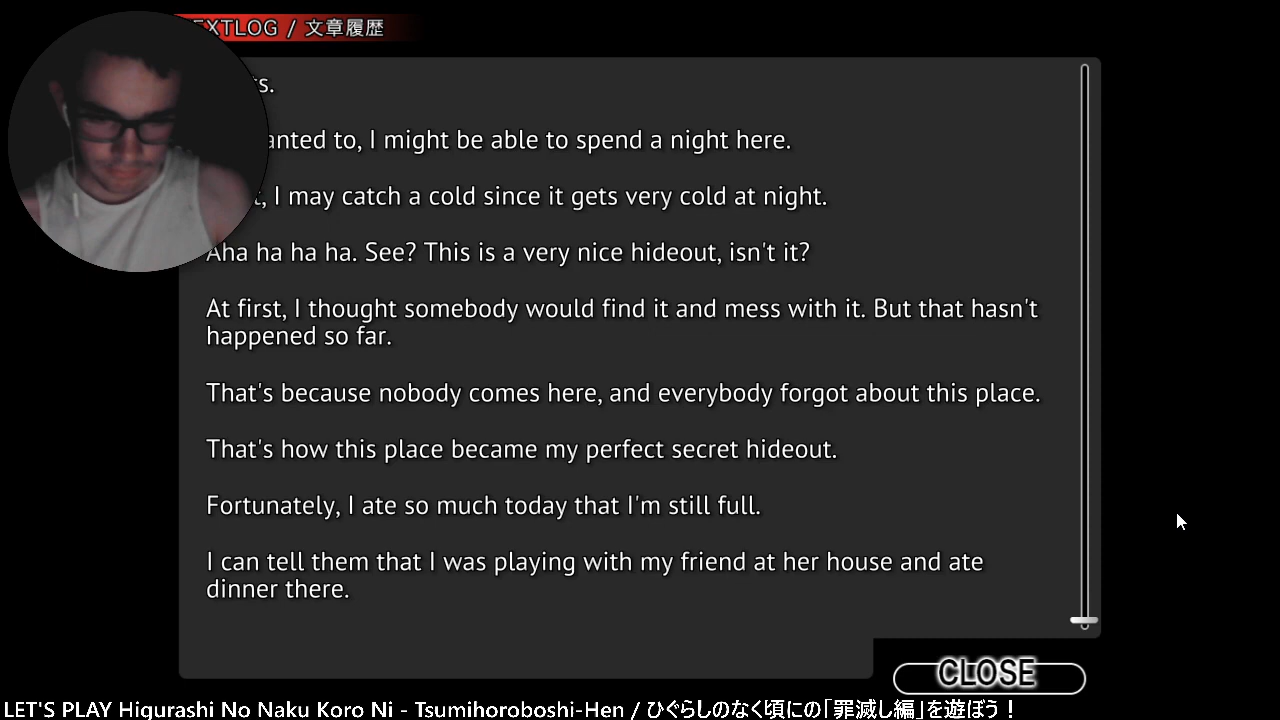 EXTLOG / 文章履歴
ts.
anted to, I might be able to spend a night here.
t, I may catch a cold since it gets very cold at night.
Aha ha ha ha. See? This is a very nice hideout, isn't it?
At first, I thought somebody would find it and mess with it. But that hasn't
happened so far.
That's because nobody comes here, and everybody forgot about this place.
That's how this place became my perfect secret hideout.
Fortunately, I ate so much today that I'm still full.
I can tell them that I was playing with my friend at her house and ate
dinner there.
CLOSE
LET'S PLAY Higurashi No Naku Koro Ni - Tsumihoroboshi-Hen / ひぐらしのなく頃にの「罪滅し編」を遊ぼう！